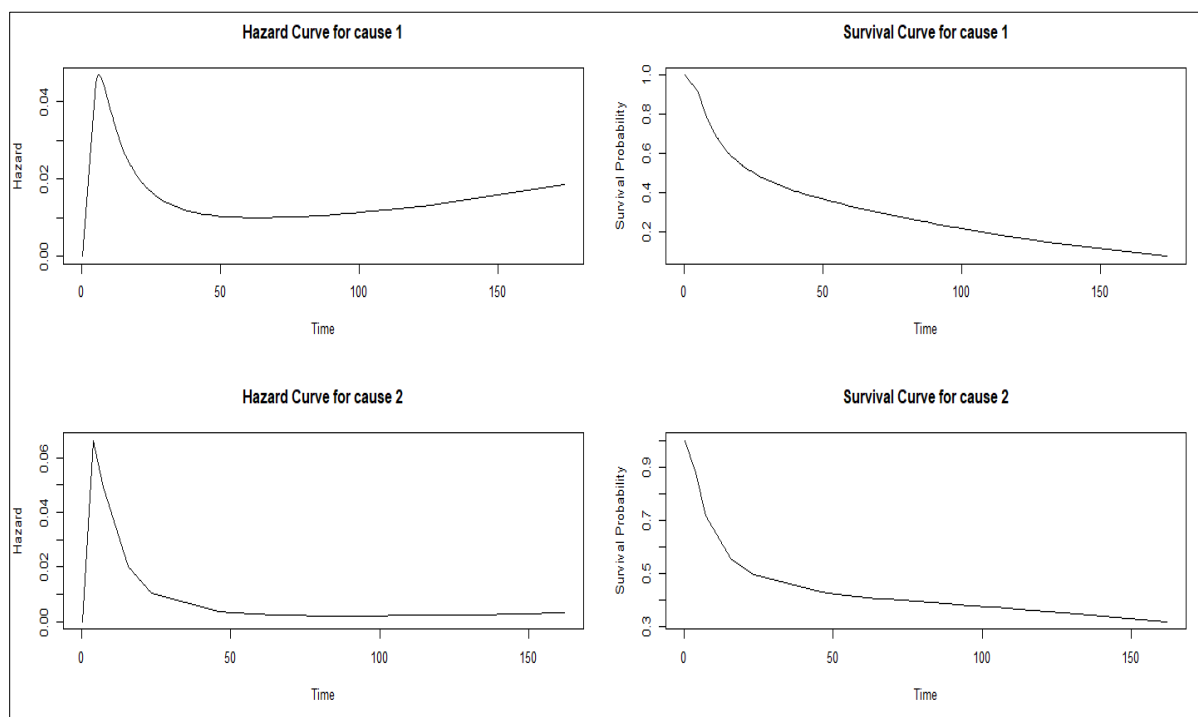 Hazard Curve for cause 1
Hazard
0.00
0.02
0.04
0
50
100
150
Time
Survival Curve for cause 1
Survival Probability
0.2
0.4
0.6
0.8
1.0
0
50
100
150
Time
Hazard Curve for cause 2
Hazard
0.00
0.02
0.04
0.06
0
50
100
150
Time
Survival Curve for cause 2
Survival Probability
0.3
0.5
0.7
0.9
0
50
100
150
Time